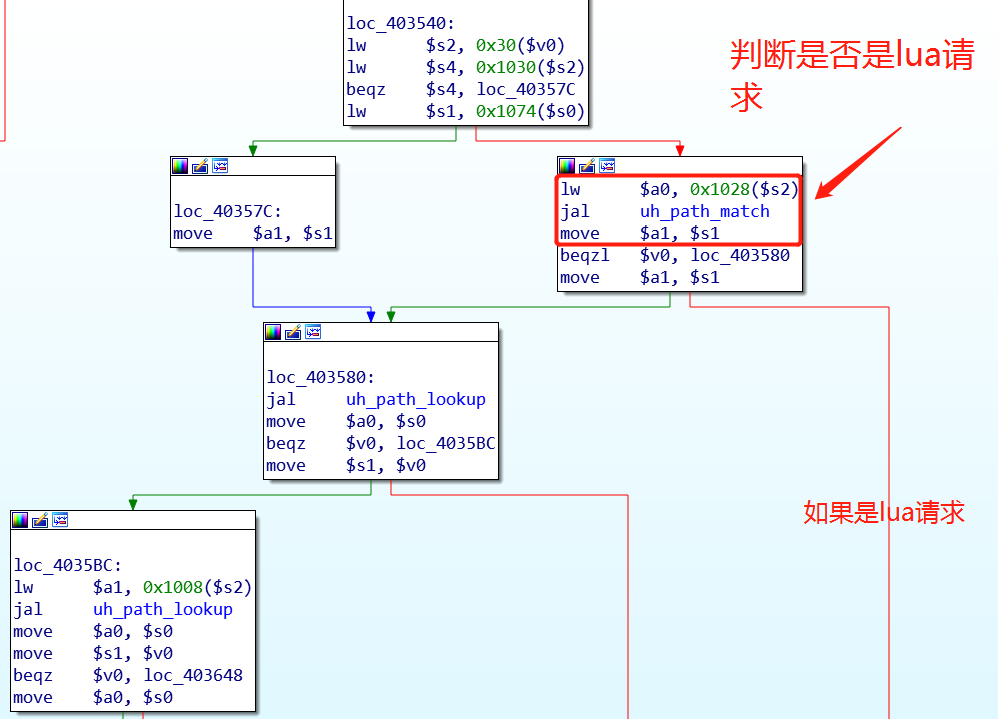 loc_403540:
lw $s2, 0x30($v0)
lw $s4, 0x1030($s2)
beqz $s4, loc_40357C
lw $s1, 0x1074($s0)
判断是否是lua请
求
loc_40357C:
move $a1, $s1
lw $a0, 0x1028($s2)
jal uh_path_match
move $a1, $s1
beqzl $v0, loc_403580
move $a1, $s1
loc_403580:
jal uh_path_lookup
move $a0, $s0
beqz $v0, loc_4035BC
move $s1, $v0
如果是lua请求
loc_4035BC:
lw $a1, 0x1008($s2)
jal uh_path_lookup
move $a0, $s0
move $s1, $v0
beqz $v0, loc_403648
move $a0, $s0